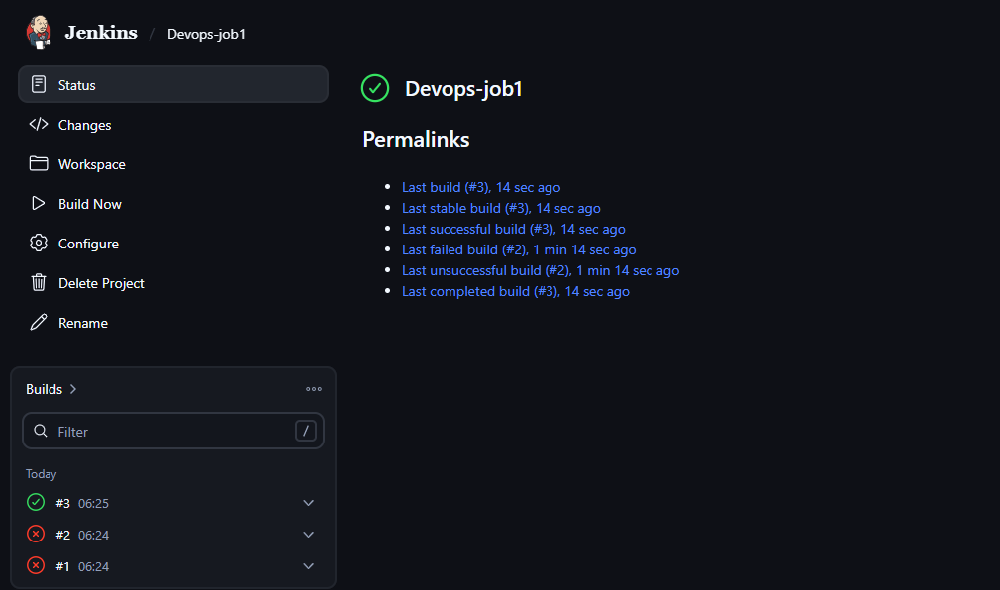 Jenkins / Devops-job1
Status
Changes
Workspace
Build Now
Configure
Delete Project
Rename
Builds
Filter /
Today
#3 06:25
#2 06:24
#1 06:24
Devops-job1
Permalinks
Last build (#3), 14 sec ago
Last stable build (#3), 14 sec ago
Last successful build (#3), 14 sec ago
Last failed build (#2), 1 min 14 sec ago
Last unsuccessful build (#2), 1 min 14 sec ago
Last completed build (#3), 14 sec ago